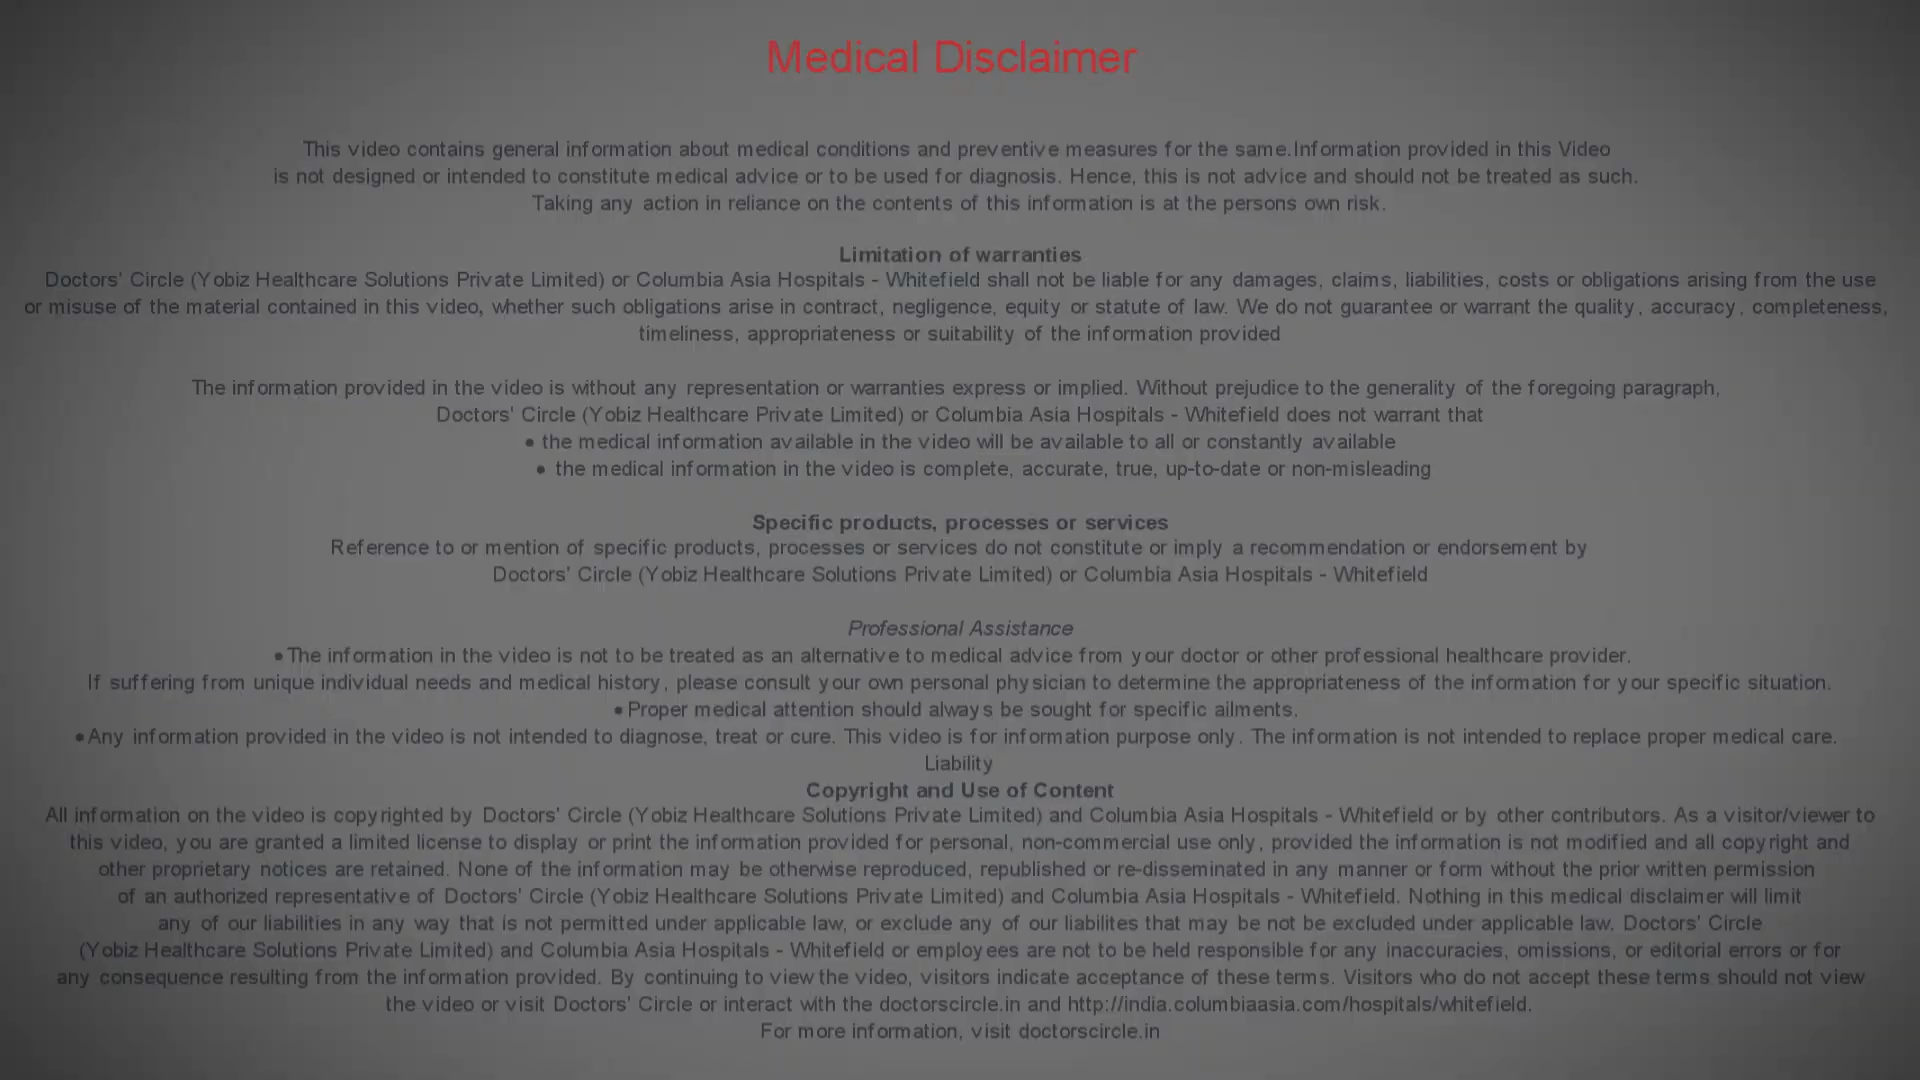 Medical Disclaimer
This video contains general information about medical conditions and preventive measures for the same.Information provided in this Video
is not designed or intended to constitute medical advice or to be used for diagnosis. Hence, this is not advice and should not be treated as such.
Taking any action in reliance on the contents of this information is at the persons own risk.
Limitation of warranties
Doctors' Circle (Yobiz Healthcare Solutions Private Limited) or Columbia Asia Hospitals - Whitefield shall not be liable for any damages, claims, liabilities, costs or obligations arising from the use
or misuse of the material contained in this video, whether such obligations arise in contract, negligence, equity or statute of law. We do not guarantee or warrant the quality, accuracy, completeness,
timeliness, appropriateness or suitability of the information provided
The information provided in the video is without any representation or warranties express or implied. Without prejudice to the generality of the foregoing paragraph,
Doctors' Circle (Yobiz Healthcare Private Limited) or Columbia Asia Hospitals - Whitefield does not warrant that
• the medical information available in the video will be available to all or constantly available
• the medical information in the video is complete, accurate, true, up-to-date or non-misleading
Specific products, processes or services
Reference to or mention of specific products, processes or services do not constitute or imply a recommendation or endorsement by
Doctors' Circle (Yobiz Healthcare Solutions Private Limited) or Columbia Asia Hospitals - Whitefield
Professional Assistance
•The information in the video is not to be treated as an alternative to medical advice from your doctor or other professional healthcare provider.
If suffering from unique individual needs and medical history, please consult your own personal physician to determine the appropriateness of the information for your specific situation.
•Proper medical attention should always be sought for specific ailments.
•Any information provided in the video is not intended to diagnose, treat or cure. This video is for information purpose only. The information is not intended to replace proper medical care.
Liability
Copyright and Use of Content
All information on the video is copyrighted by Doctors' Circle (Yobiz Healthcare Solutions Private Limited) and Columbia Asia Hospitals - Whitefield or by other contributors. As a visitor/viewer to
this video, you are granted a limited license to display or print the information provided for personal, non-commercial use only, provided the information is not modified and all copyright and
other proprietary notices are retained. None of the information may be otherwise reproduced, republished or re-disseminated in any manner or form without the prior written permission
of an authorized representative of Doctors' Circle (Yobiz Healthcare Solutions Private Limited) and Columbia Asia Hospitals - Whitefield. Nothing in this medical disclaimer will limit
any of our liabilities in any way that is not permitted under applicable law, or exclude any of our liabilites that may be not be excluded under applicable law. Doctors' Circle
(Yobiz Healthcare Solutions Private Limited) and Columbia Asia Hospitals - Whitefield or employees are not to be held responsible for any inaccuracies, omissions, or editorial errors or for
any consequence resulting from the information provided. By continuing to view the video, visitors indicate acceptance of these terms. Visitors who do not accept these terms should not view
the video or visit Doctors' Circle or interact with the doctorscircle.in and http://india.columbiaasia.com/hospitals/whitefield.
For more information, visit doctorscircle.in